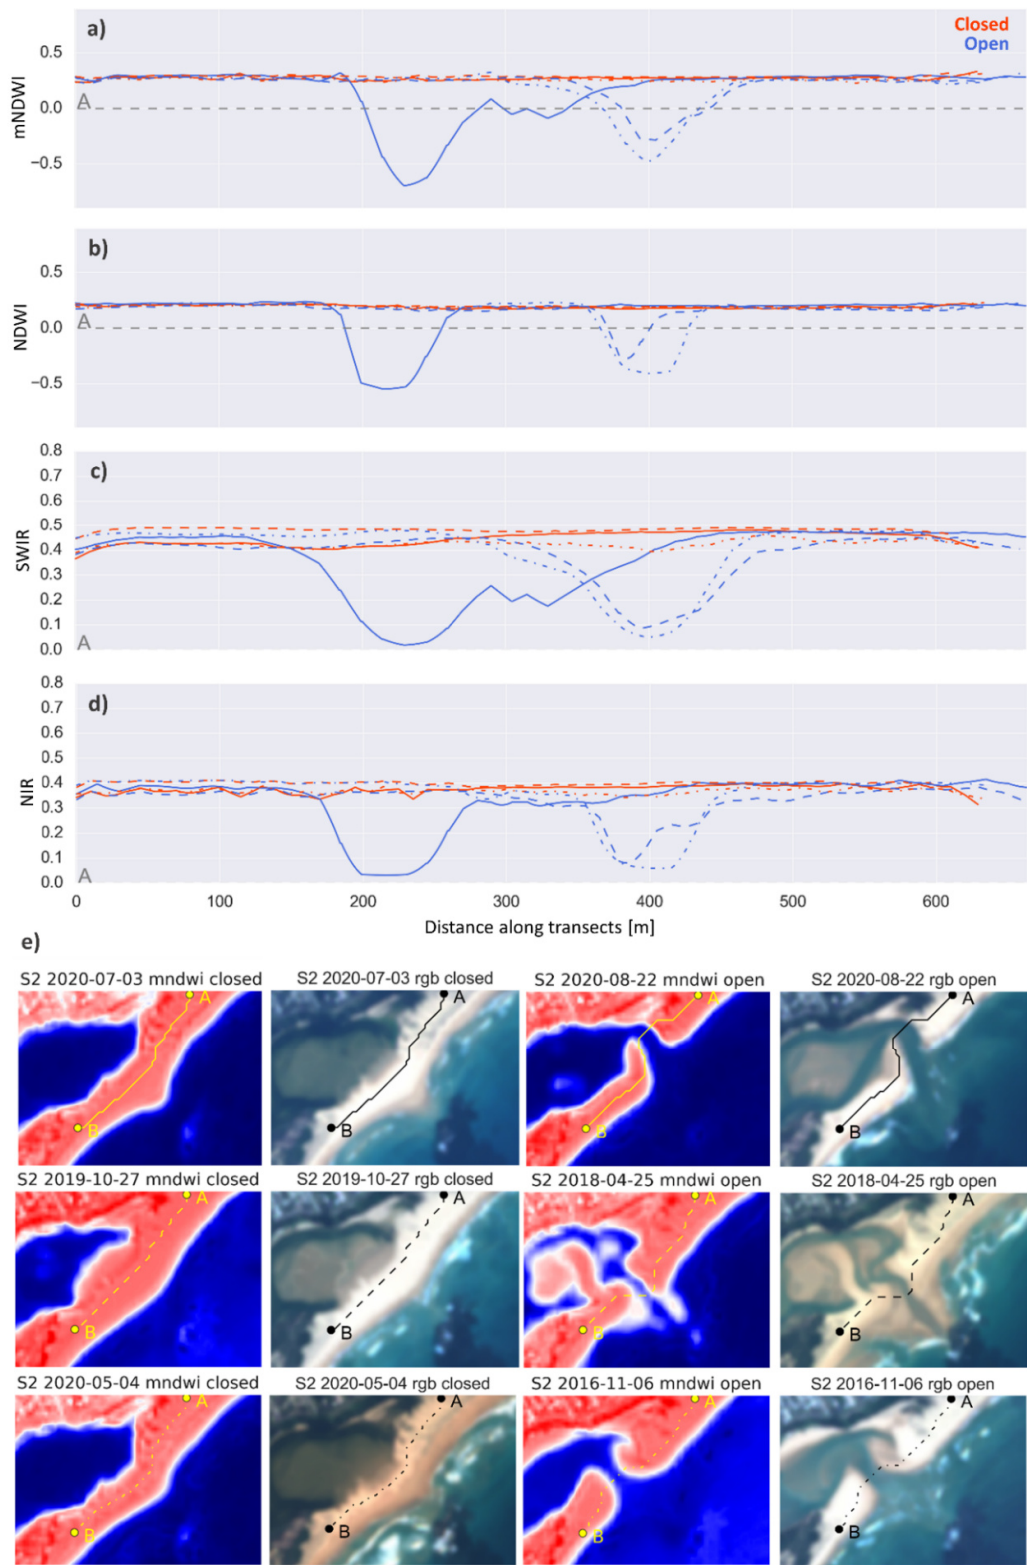 a)
Closed
Open
0.5
0.0
−0.5
mNDWI
A
b)
0.5
0.0
−0.5
NDWI
A
c)
0.8
0.7
0.6
0.5
0.4
0.3
0.2
0.1
0.0
SWIR
A
d)
0.8
0.7
0.6
0.5
0.4
0.3
0.2
0.1
0.0
NIR
A
0 100 200 300 400 500 600
Distance along transects [m]
e)
S2 2020-07-03 mndwi closed
S2 2020-07-03 rgb closed
S2 2020-08-22 mndwi open
S2 2020-08-22 rgb open
A A A A
B B B B
S2 2019-10-27 mndwi closed
S2 2019-10-27 rgb closed
S2 2018-04-25 mndwi open
S2 2018-04-25 rgb open
A A A A
B B B B
S2 2020-05-04 mndwi closed
S2 2020-05-04 rgb closed
S2 2016-11-06 mndwi open
S2 2016-11-06 rgb open
A A A A
B B B B